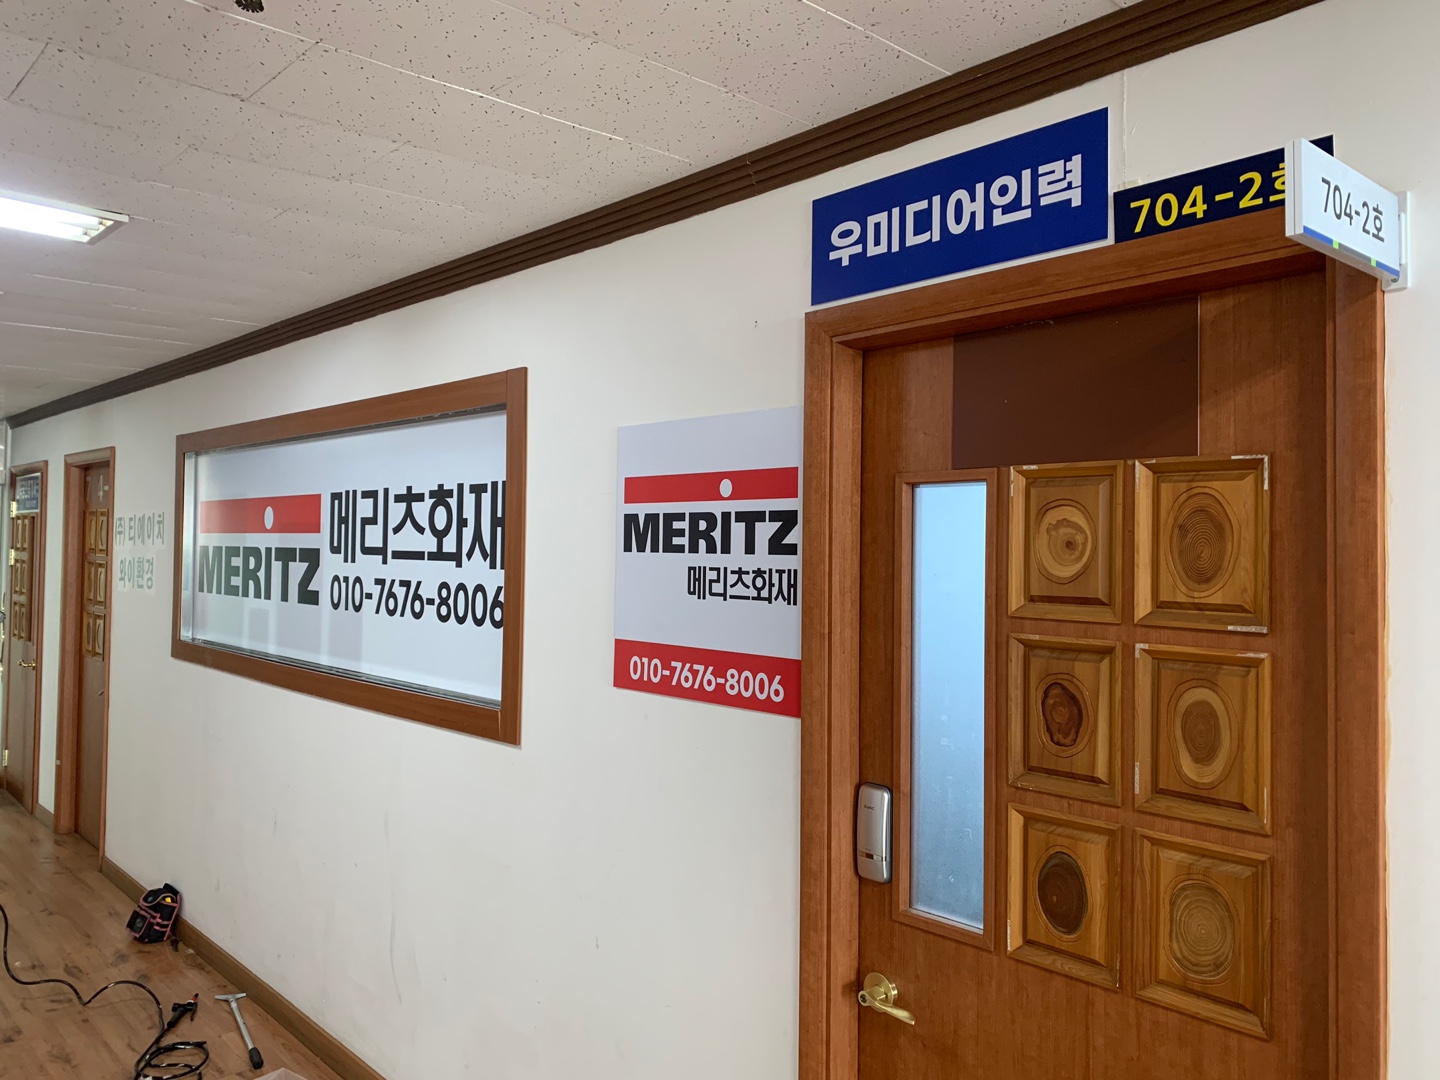 우미디어인력
704-2호
704-2호
MERITZ
메리츠화재
010-7676-8006
MERITZ
메리츠화재
010-7676-8006
(주)티에이치
와이환경